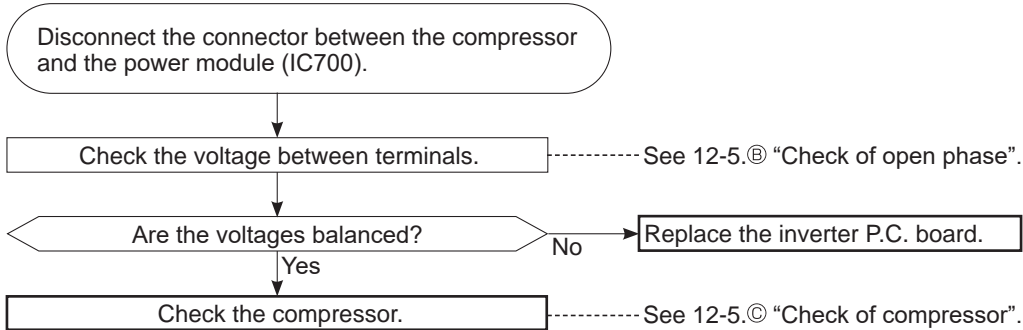 Disconnect the connector between the compressor
and the power module (IC700).
Check the voltage between terminals.
See 12-5.Ⓑ “Check of open phase”.
Are the voltages balanced?
No
Replace the inverter P.C. board.
Yes
Check the compressor.
See 12-5.Ⓒ “Check of compressor”.